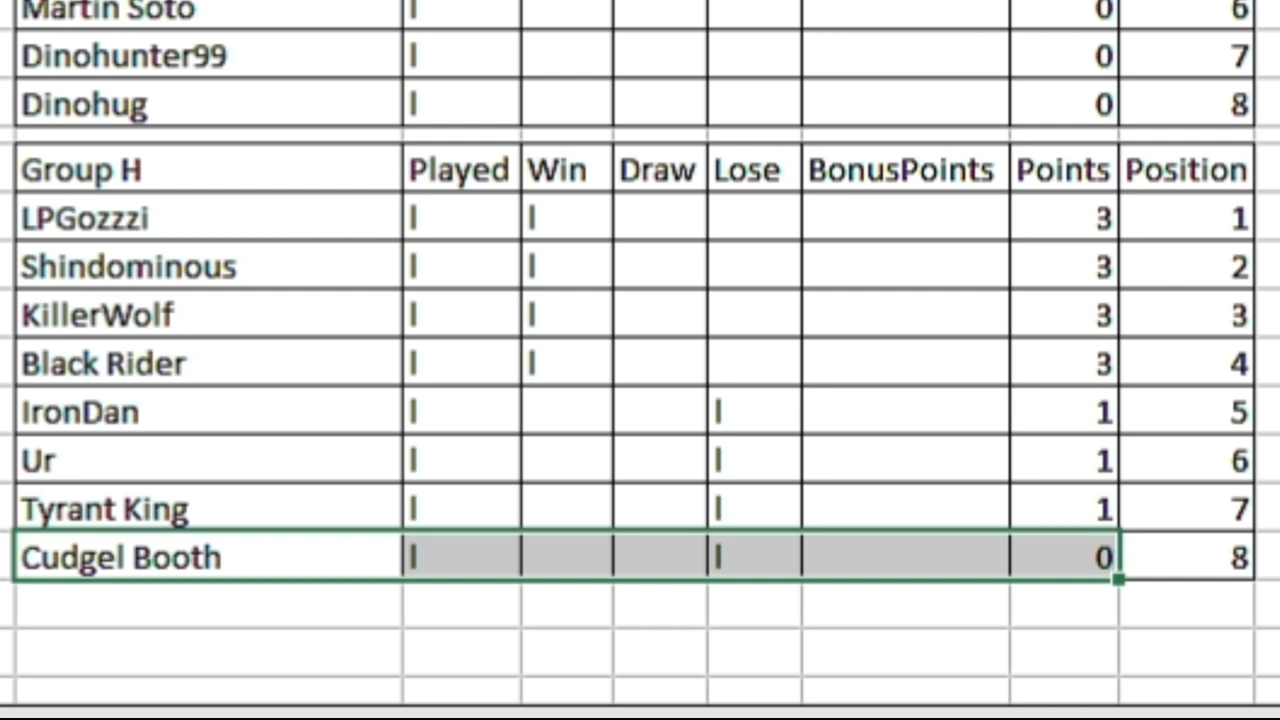 Martin Soto l 0 6
Dinohunter99 l 0 7
Dinohug l 0 8
Group H Played Win Draw Lose BonusPoints Points Position
LPGozzzi l l 3 1
Shindominous l l 3 2
KillerWolf l l 3 3
Black Rider l l 3 4
IronDan l l 1 5
Ur l l 1 6
Tyrant King l l 1 7
Cudgel Booth l l 0 8